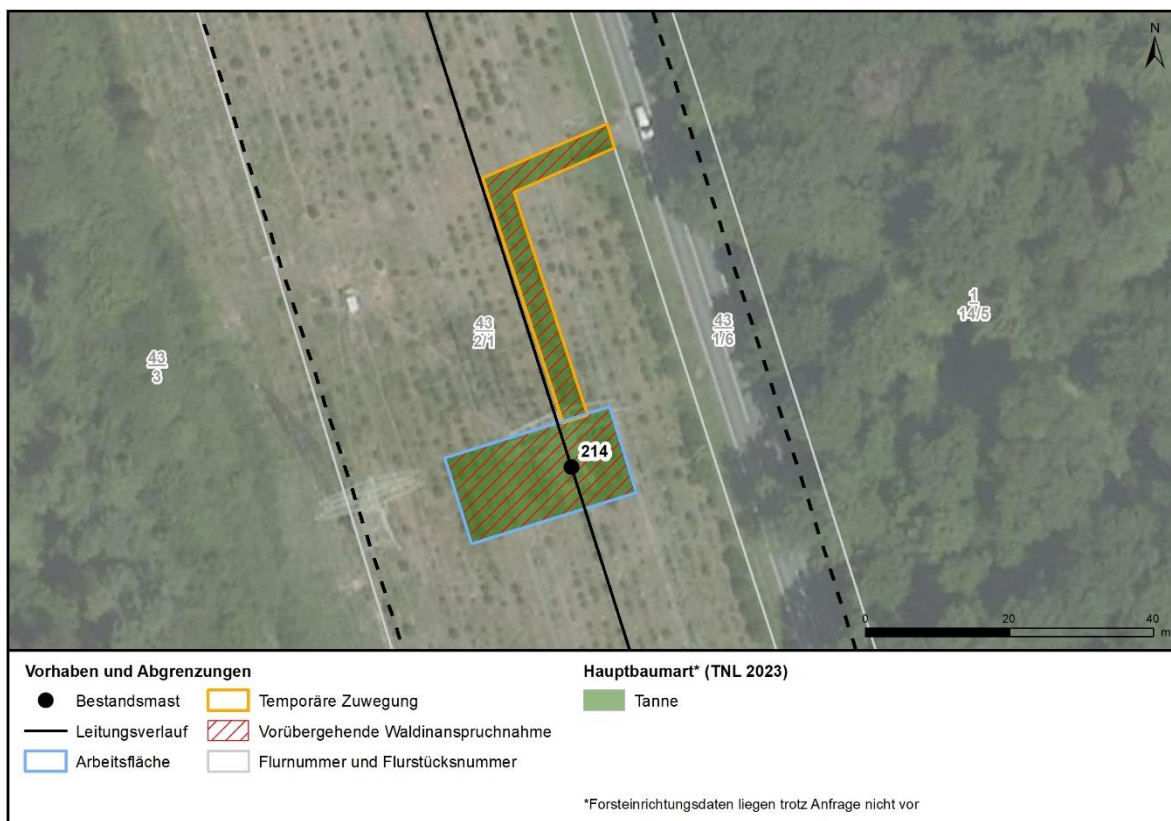 N
1
14/5
43
2/1
43
1/6
43
3
214
0 20 40
m
Vorhaben und Abgrenzungen
Bestandsmast
Temporäre Zuwegung
Leitungsverlauf
Vorübergehende Waldinanspruchnahme
Arbeitsfläche
Flurnummer und Flurstücksnummer
Hauptbaumart* (TNL 2023)
Tanne
*Forsteinrichtungsdaten liegen trotz Anfrage nicht vor